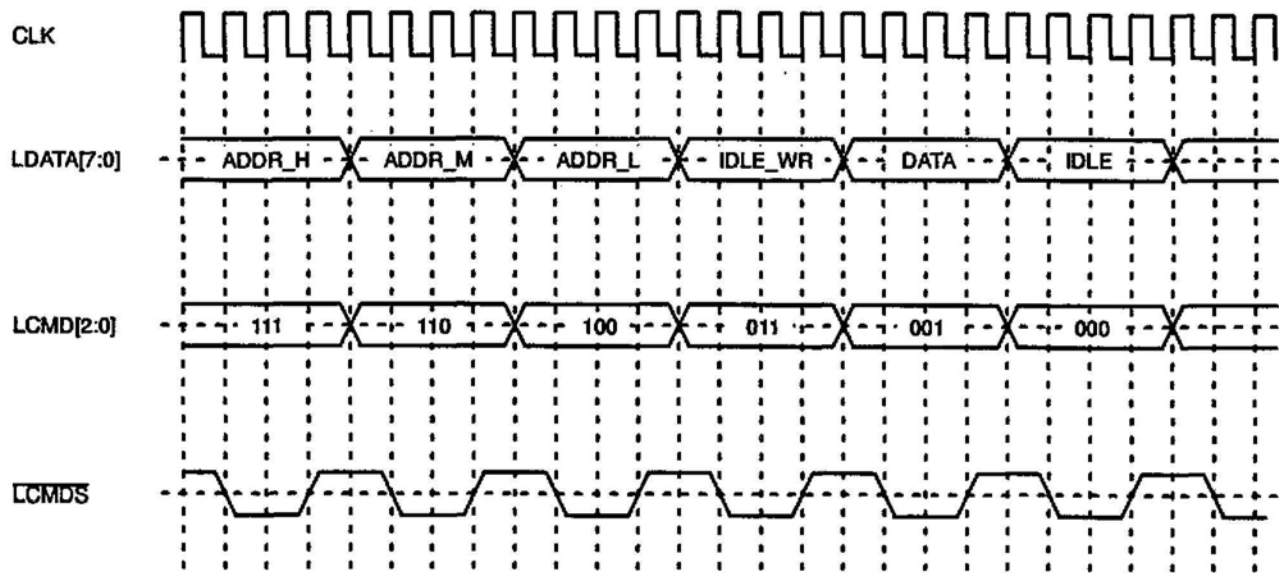 CLK
LDATA[7:0] ADDR_H ADDR_M ADDR_L IDLE_WR DATA IDLE
LCMD[2:0] 111 110 100 011 001 000
LCMDS